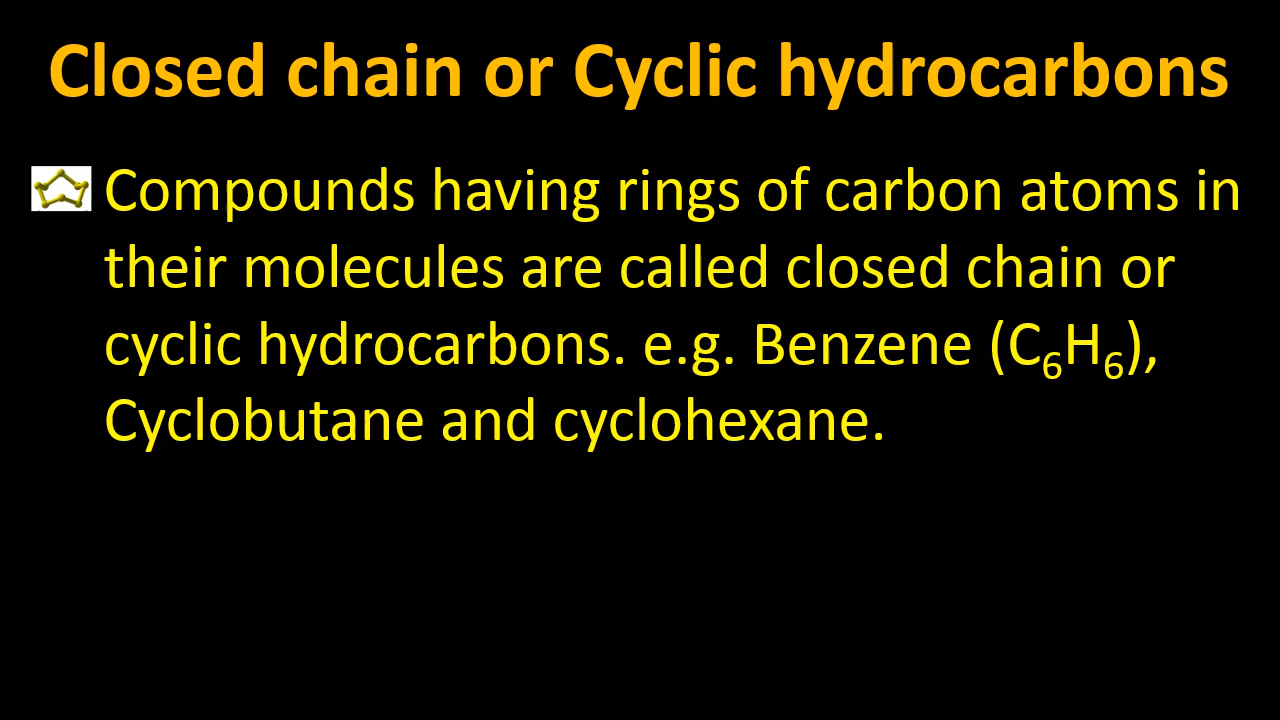 Closed chain or Cyclic hydrocarbons
Compounds having rings of carbon atoms in
their molecules are called closed chain or
cyclic hydrocarbons. e.g. Benzene (C₆H₆),
Cyclobutane and cyclohexane.